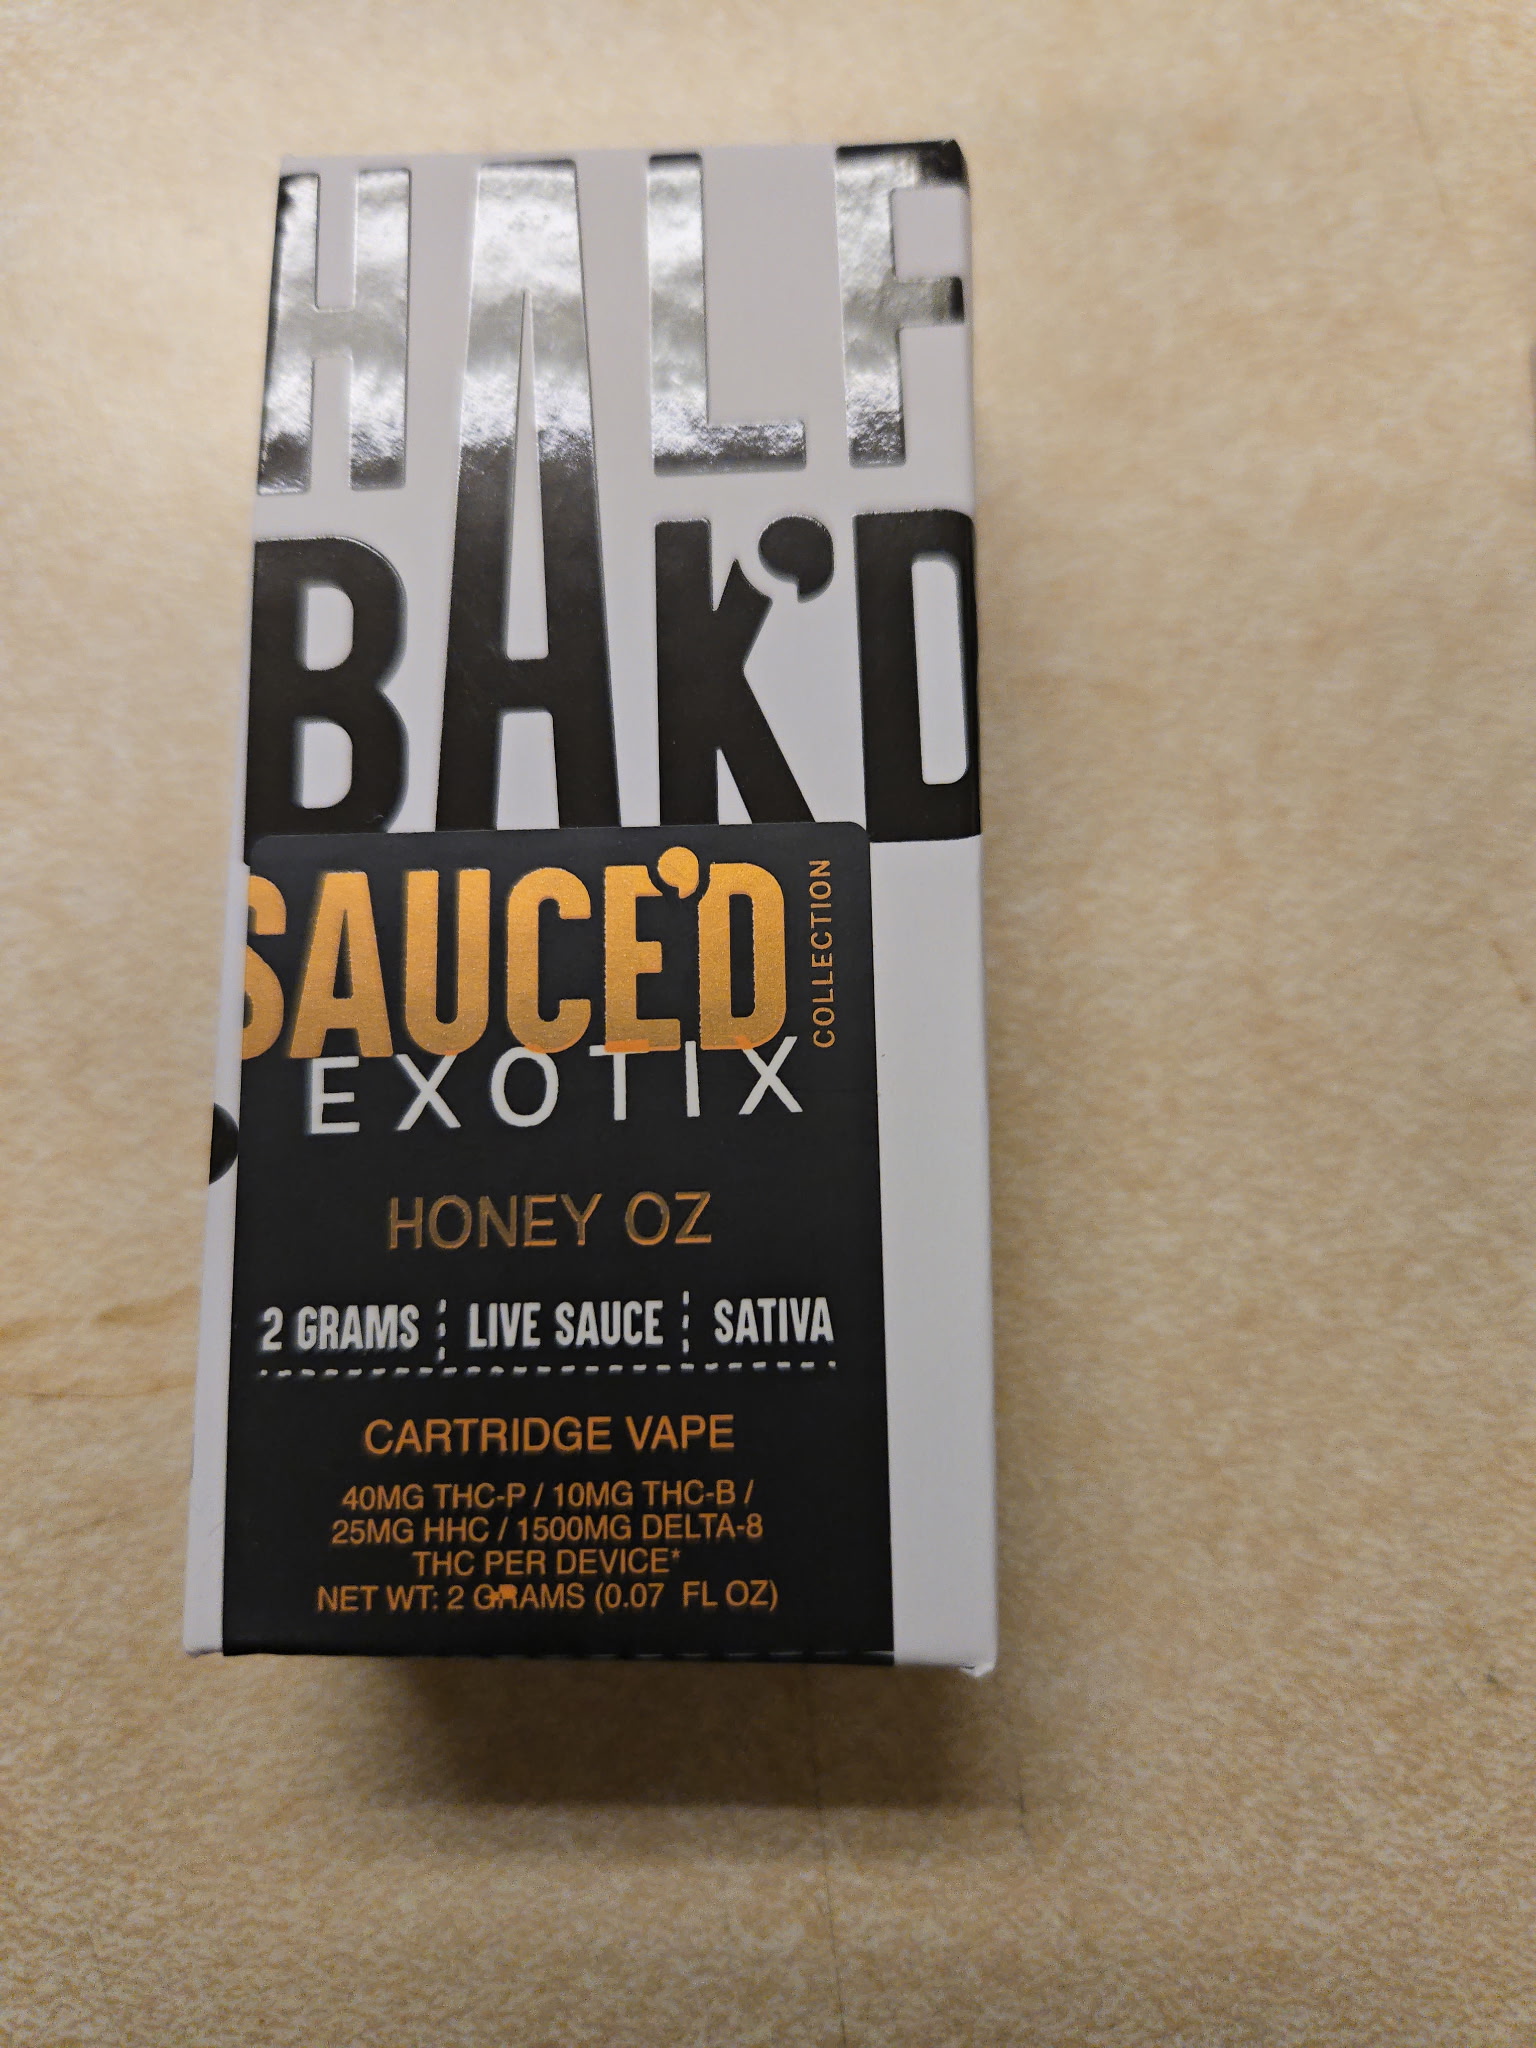 HALF
BAK'D
SAUCE'D
COLLECTION
EXOTIX
HONEY OZ
2 GRAMS ¦ LIVE SAUCE ¦ SATIVA
CARTRIDGE VAPE
40MG THC-P / 10MG THC-B /
25MG HHC / 1500MG DELTA-8
THC PER DEVICE*
NET WT: 2 GRAMS (0.07 FL OZ)